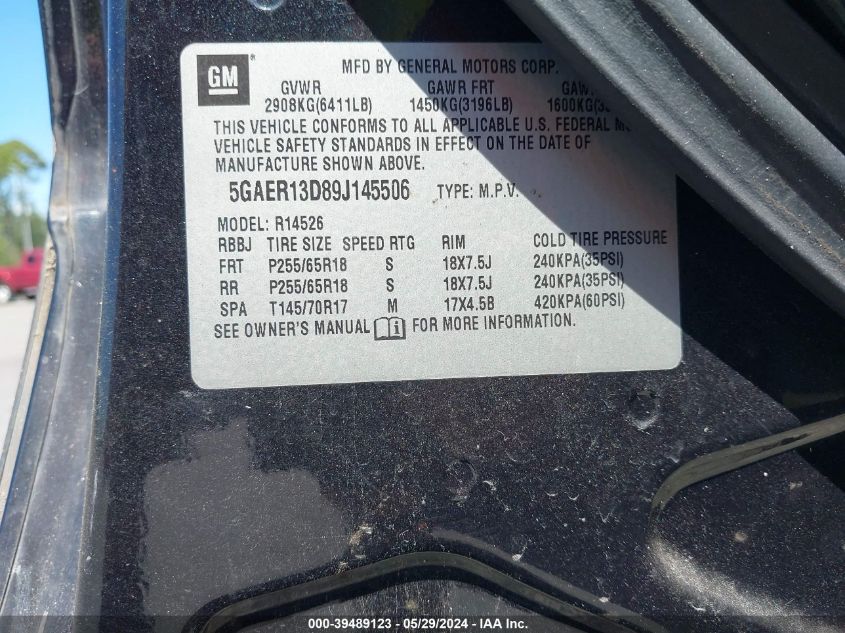 GM ®
MFD BY GENERAL MOTORS CORP.
GVWR GAWR FRT
2908KG(6411LB) 1450KG(3196LB)
THIS VEHICLE CONFORMS TO ALL APPLICABLE U.S. FEDERAL
VEHICLE SAFETY STANDARDS IN EFFECT ON THE DATE OF
MANUFACTURE SHOWN ABOVE.
5GAER13D89J145506 TYPE: M.P.V.
MODEL: R14526
RBBJ TIRE SIZE SPEED RTG RIM COLD TIRE PRESSURE
FRT P255/65R18 S 18X7.5J 240KPA(35PSI)
RR P255/65R18 S 18X7.5J 240KPA(35PSI)
SPA T145/70R17 M 17X4.5B 420KPA(60PSI)
SEE OWNER'S MANUAL i FOR MORE INFORMATION.
000-39489123 - 05/29/2024 - IAA Inc.